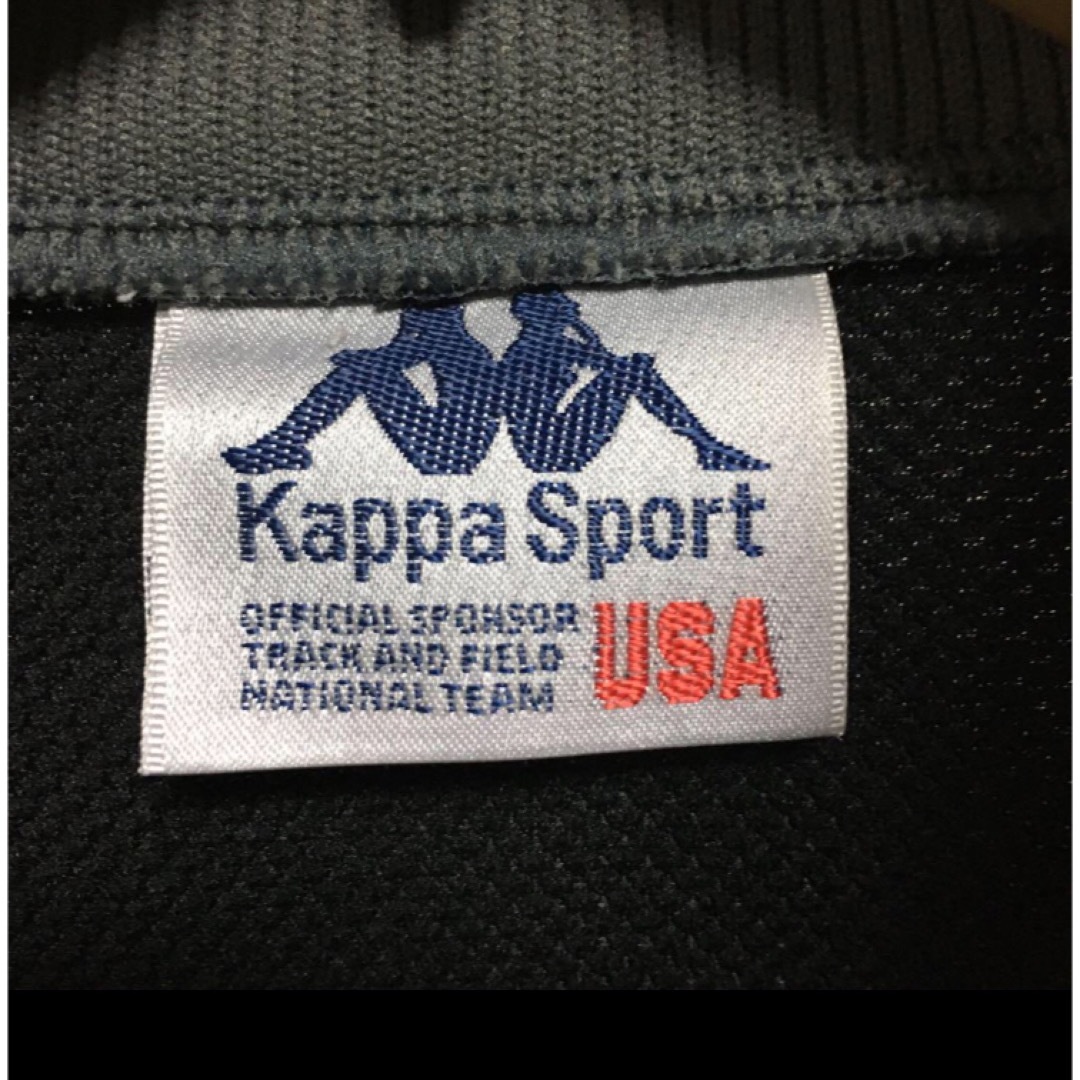 Kappa Sport
OFFICIAL SPONSOR
TRACK AND FIELD
NATIONAL TEAM
USA